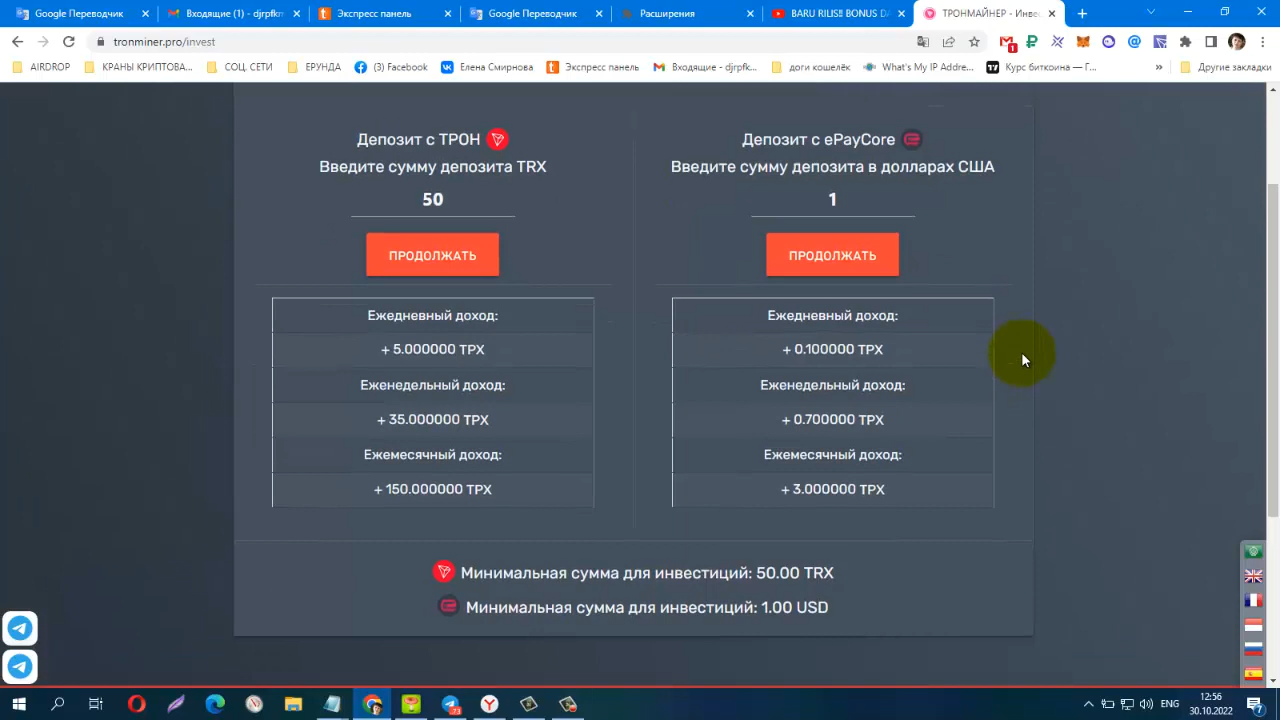 Google Переводчик
Входящие (1) - djrpfkmn
Экспресс панель
Google Переводчик
Расширения
BARU RILIS‼ BONUS DA
ТРОНМАЙНЕР - Инвес
tronminer.pro/invest
1
AIRDROP
КРАНЫ КРИПТОВА...
СОЦ. СЕТИ
ЕРУНДА
(3) Facebook
Елена Смирнова
Экспресс панель
Входящие - djrpfk...
доги кошелёк
What's My IP Addre...
Курс биткоина — Г...
»
Другие закладки
Депозит с ТРОН
Введите сумму депозита TRX
50
ПРОДОЛЖАТЬ
Ежедневный доход:
+ 5.000000 ТРХ
Еженедельный доход:
+ 35.000000 ТРХ
Ежемесячный доход:
+ 150.000000 ТРХ
Депозит с ePayCore
Введите сумму депозита в долларах США
1
ПРОДОЛЖАТЬ
Ежедневный доход:
+ 0.100000 ТРХ
Еженедельный доход:
+ 0.700000 ТРХ
Ежемесячный доход:
+ 3.000000 ТРХ
Минимальная сумма для инвестиций: 50.00 TRX
Минимальная сумма для инвестиций: 1.00 USD
73
ENG
12:56
30.10.2022